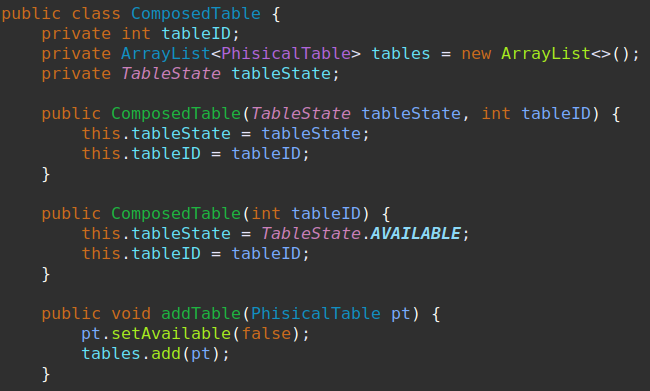 public class ComposedTable {
    private int tableID;
    private ArrayList<PhisicalTable> tables = new ArrayList<>();
    private TableState tableState;

    public ComposedTable(TableState tableState, int tableID) {
        this.tableState = tableState;
        this.tableID = tableID;
    }

    public ComposedTable(int tableID) {
        this.tableState = TableState.AVAILABLE;
        this.tableID = tableID;
    }

    public void addTable(PhisicalTable pt) {
        pt.setAvailable(false);
        tables.add(pt);
    }